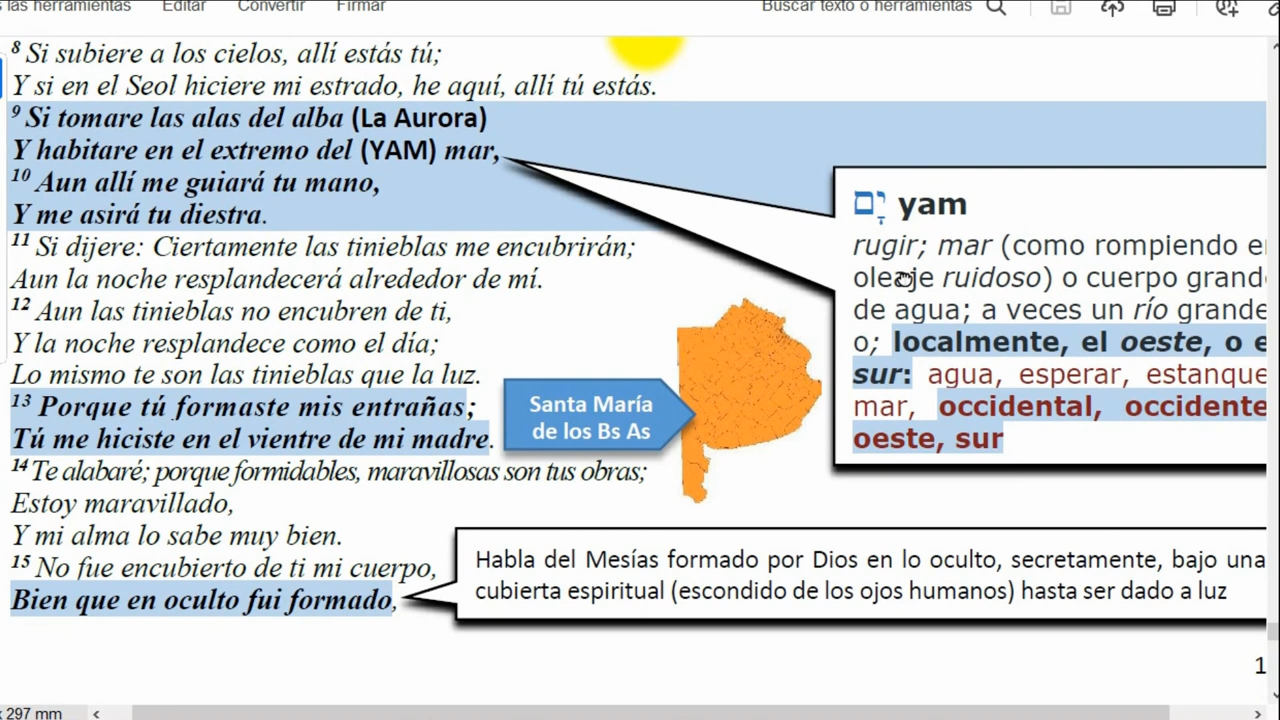 s las herramientas Editar Convertir Firmar Buscar texto o herramientas
8 Si subiere a los cielos, allí estás tú;
Y si en el Seol hiciere mi estrado, he aquí, allí tú estás.
9 Si tomare las alas del alba (La Aurora)
Y habitare en el extremo del (YAM) mar,
10 Aun allí me guiará tu mano,
Y me asirá tu diestra.
11 Si dijere: Ciertamente las tinieblas me encubrirán;
Aun la noche resplandecerá alrededor de mí.
12 Aun las tinieblas no encubren de ti,
Y la noche resplandece como el día;
Lo mismo te son las tinieblas que la luz.
13 Porque tú formaste mis entrañas;
Tú me hiciste en el vientre de mi madre.
14 Te alabaré; porque formidables, maravillosas son tus obras;
Estoy maravillado,
Y mi alma lo sabe muy bien.
15 No fue encubierto de ti mi cuerpo,
Bien que en oculto fui formado,
יָם yam
rugir; mar (como rompiendo en
oleaje ruidoso) o cuerpo grande
de agua; a veces un río grande
o; localmente, el oeste, o e
sur: agua, esperar, estanque
mar, occidental, occidente
oeste, sur
Santa María
de los Bs As
Habla del Mesías formado por Dios en lo oculto, secretamente, bajo una
cubierta espiritual (escondido de los ojos humanos) hasta ser dado a luz
1
x 297 mm